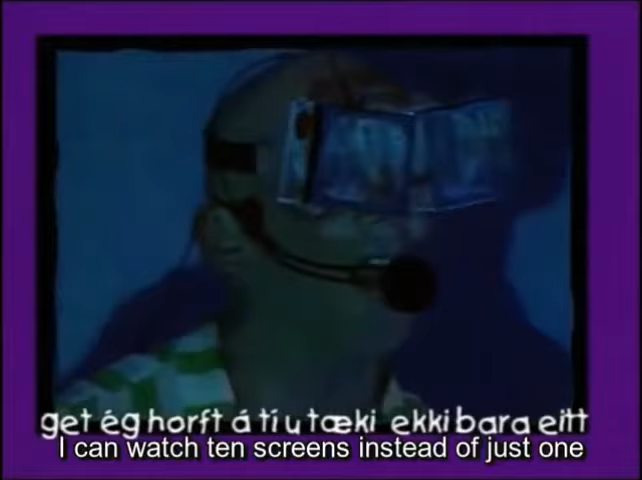 get ég horft á tíu tæki ekki bara eitt
I can watch ten screens instead of just one